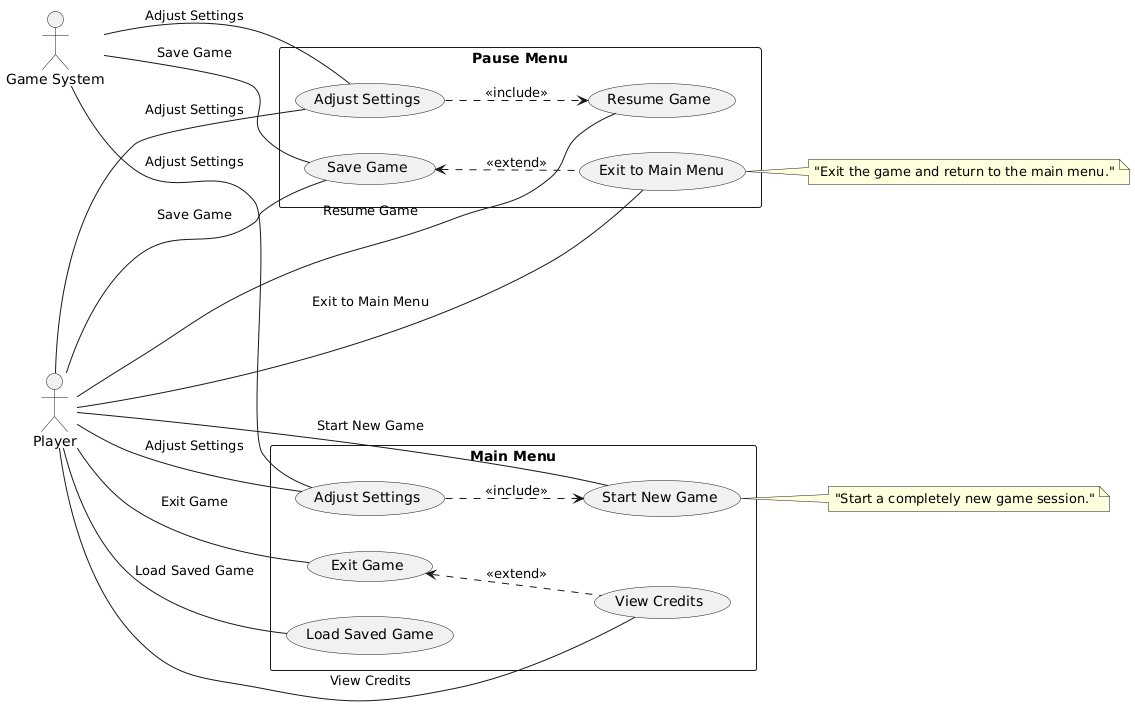 Adjust Settings
Game System
Save Game
Pause Menu
Adjust Settings
«include»
Resume Game
Adjust Settings
Adjust Settings
Save Game
«extend»
Exit to Main Menu
"Exit the game and return to the main menu."
Save Game
Resume Game
Exit to Main Menu
Player
Start New Game
Adjust Settings
Main Menu
Adjust Settings
«include»
Start New Game
"Start a completely new game session."
Exit Game
Exit Game
«extend»
Load Saved Game
View Credits
Load Saved Game
View Credits